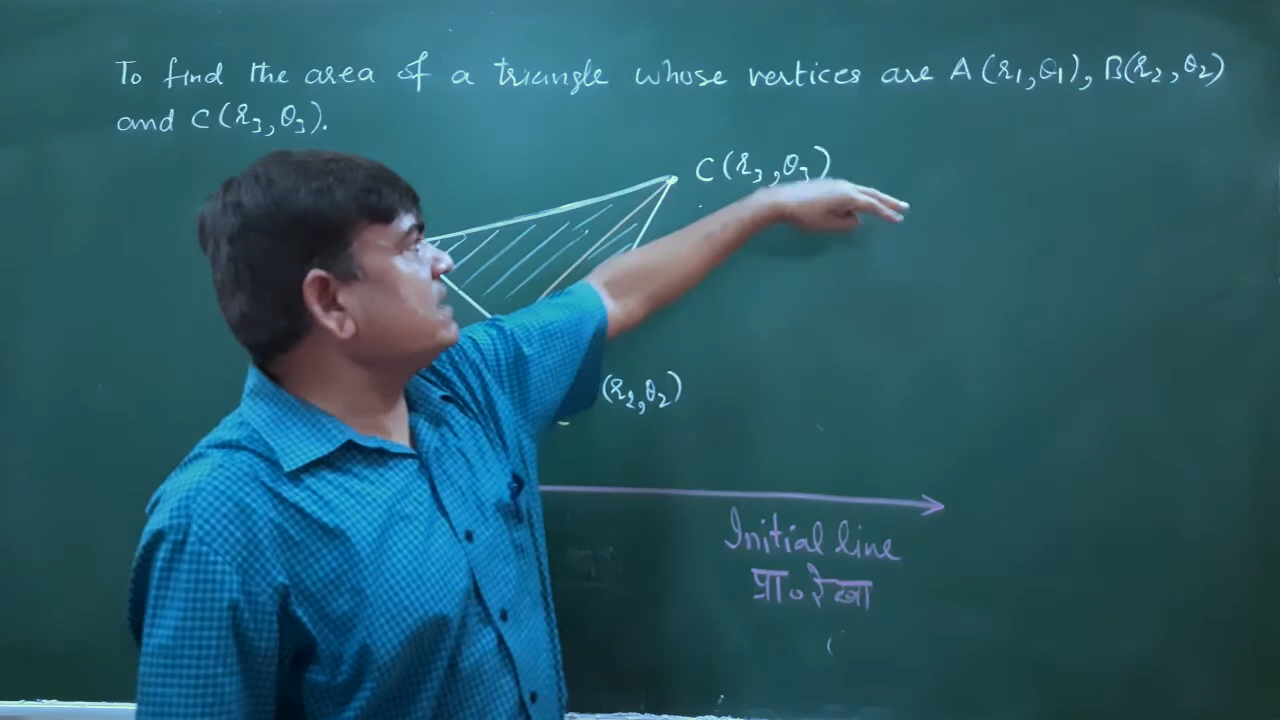 To find the area of a triangle whose vertices are A(r1,θ1), B(r2,θ2)
and C(r3,θ3).
C(r3,θ3)
(r2,θ2)
Initial line
प्रा० रेखा